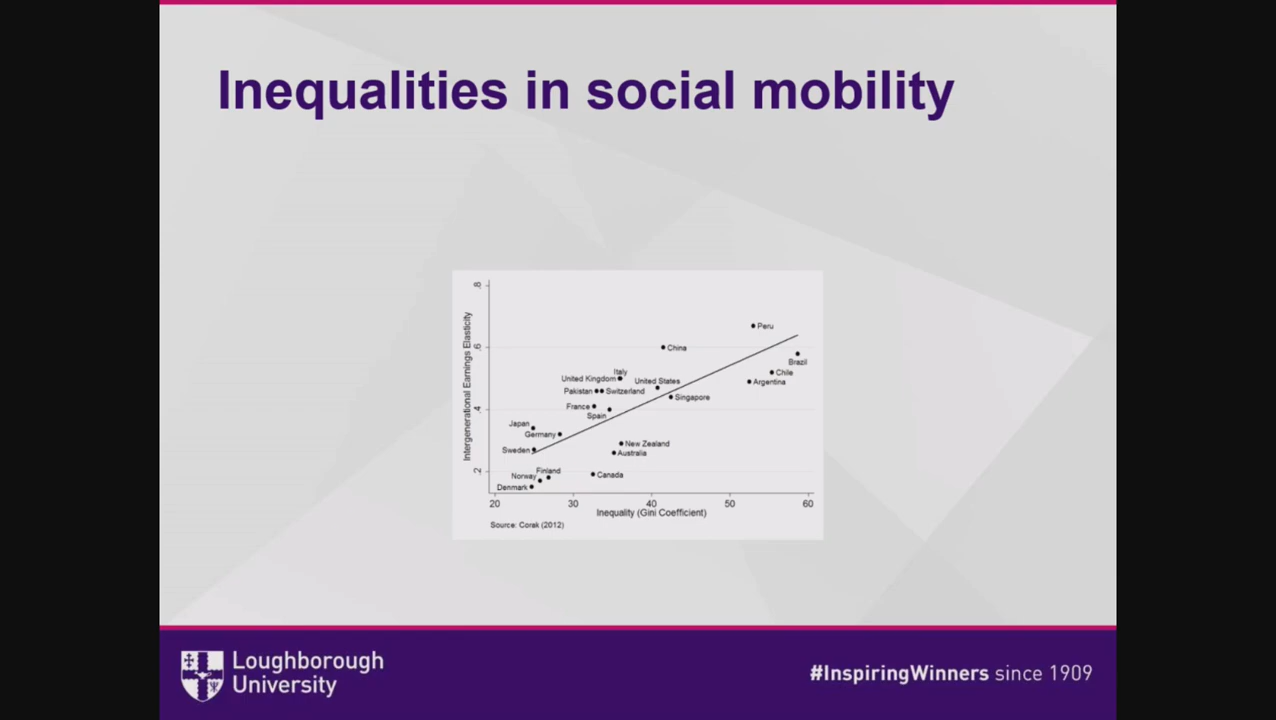 Inequalities in social mobility
Intergenerational Earnings Elasticity
.8
.6
.4
.2
Peru
China
Brazil
Italy
Chile
United Kingdom
United States
Argentina
Pakistan
Switzerland
Singapore
France
Spain
Japan
Germany
New Zealand
Sweden
Australia
Finland
Norway
Canada
Denmark
20 30 40 50 60
Inequality (Gini Coefficient)
Source: Corak (2012)
Loughborough
University
#InspiringWinners since 1909